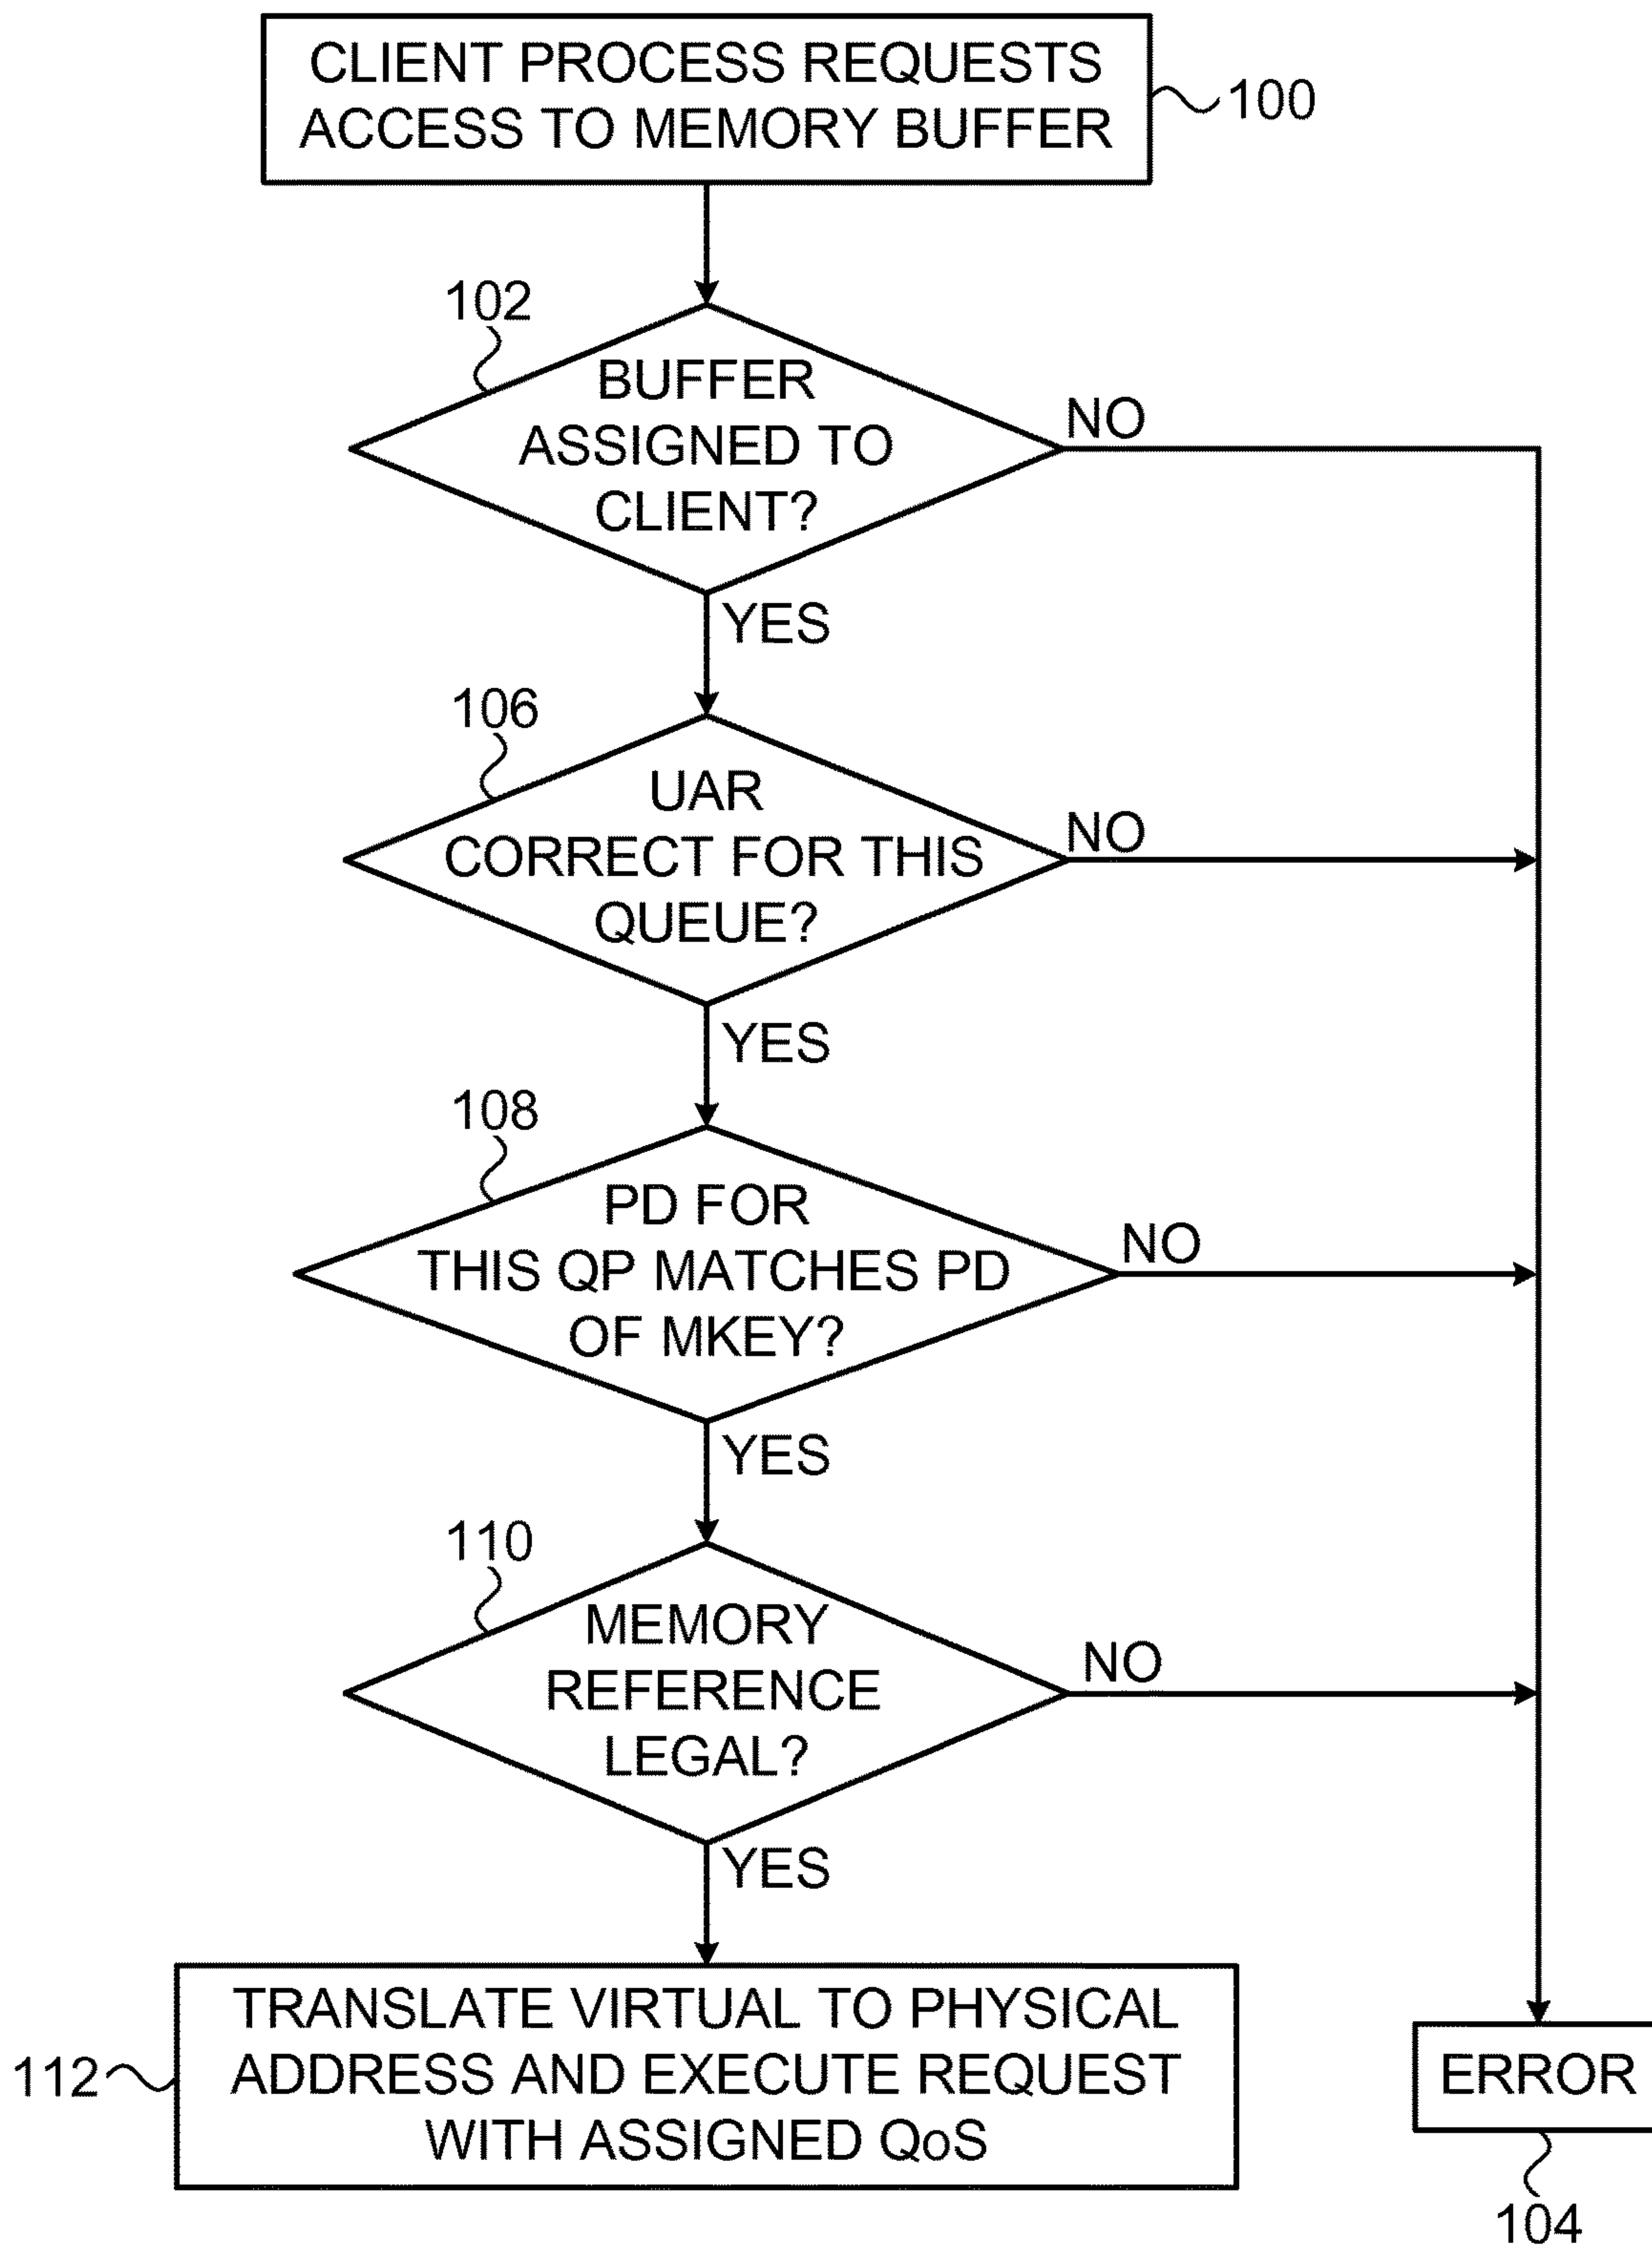 CLIENT PROCESS REQUESTS
ACCESS TO MEMORY BUFFER
100
102
BUFFER
ASSIGNED TO
CLIENT?
NO
YES
106
UAR
CORRECT FOR THIS
QUEUE?
NO
YES
108
PD FOR
THIS QP MATCHES PD
OF MKEY?
NO
YES
110
MEMORY
REFERENCE
LEGAL?
NO
YES
TRANSLATE VIRTUAL TO PHYSICAL
ADDRESS AND EXECUTE REQUEST
WITH ASSIGNED QoS
112
ERROR
104